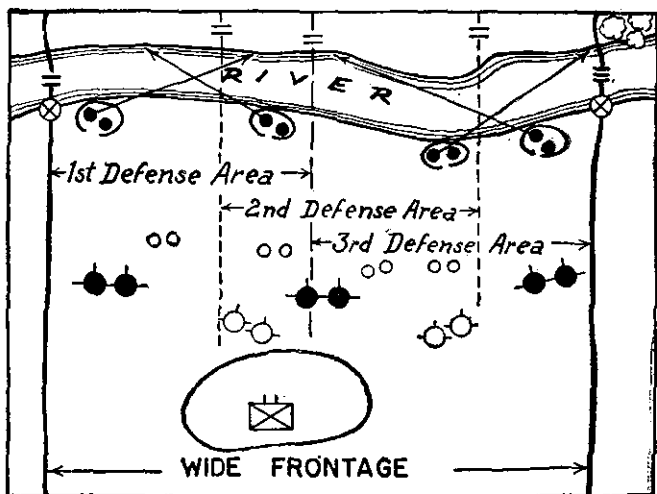 RIVER
1st Defense Area
2nd Defense Area
3rd Defense Area
WIDE FRONTAGE